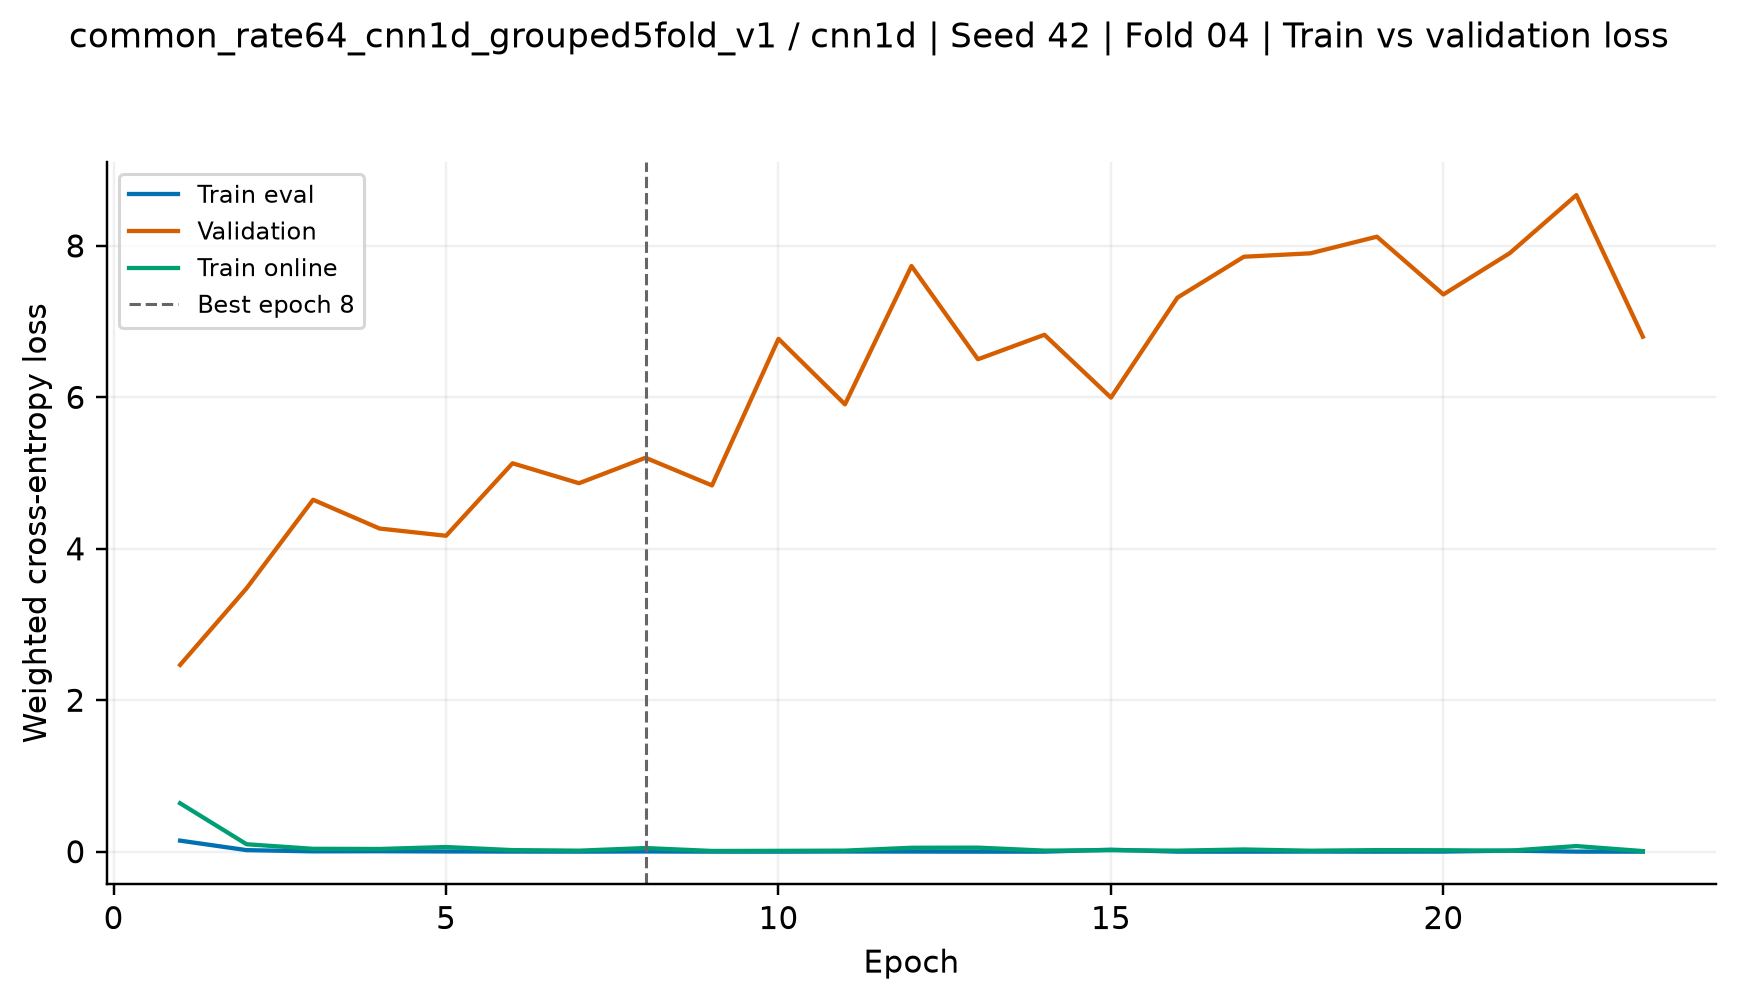 common_rate64_cnn1d_grouped5fold_v1 / cnn1d | Seed 42 | Fold 04 | Train vs validation loss
Train eval
Validation
Train online
Best epoch 8
Weighted cross-entropy loss
8
6
4
2
0
0 5 10 15 20
Epoch